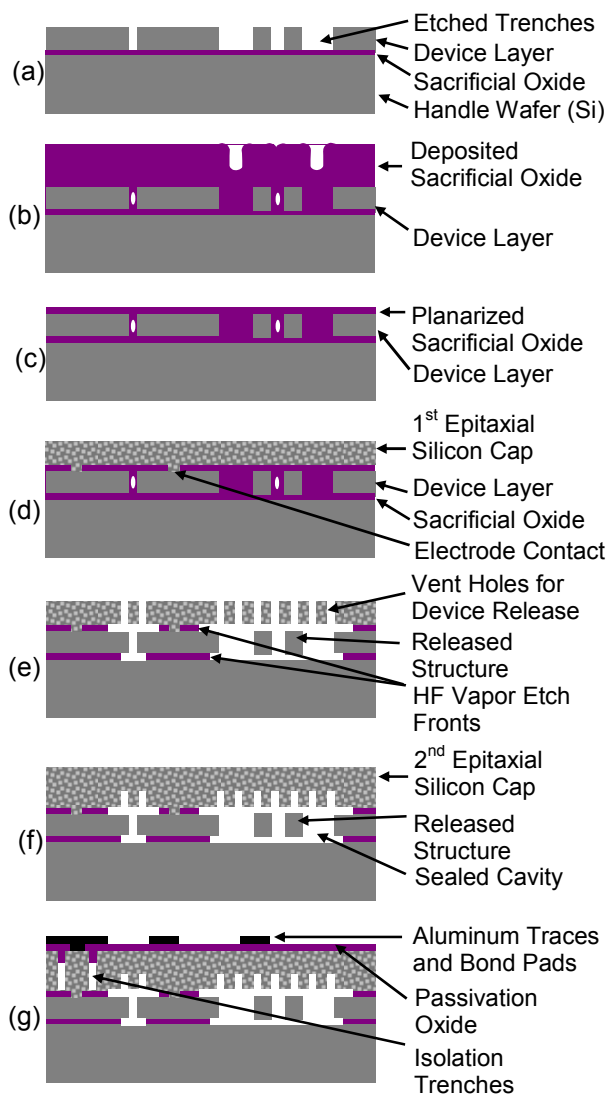 (a)
Etched Trenches
Device Layer
Sacrificial Oxide
Handle Wafer (Si)
(b)
Deposited
Sacrificial Oxide
Device Layer
(c)
Planarized
Sacrificial Oxide
Device Layer
(d)
1st Epitaxial
Silicon Cap
Device Layer
Sacrificial Oxide
Electrode Contact
(e)
Vent Holes for
Device Release
Released
Structure
HF Vapor Etch
Fronts
(f)
2nd Epitaxial
Silicon Cap
Released
Structure
Sealed Cavity
(g)
Aluminum Traces
and Bond Pads
Passivation
Oxide
Isolation
Trenches